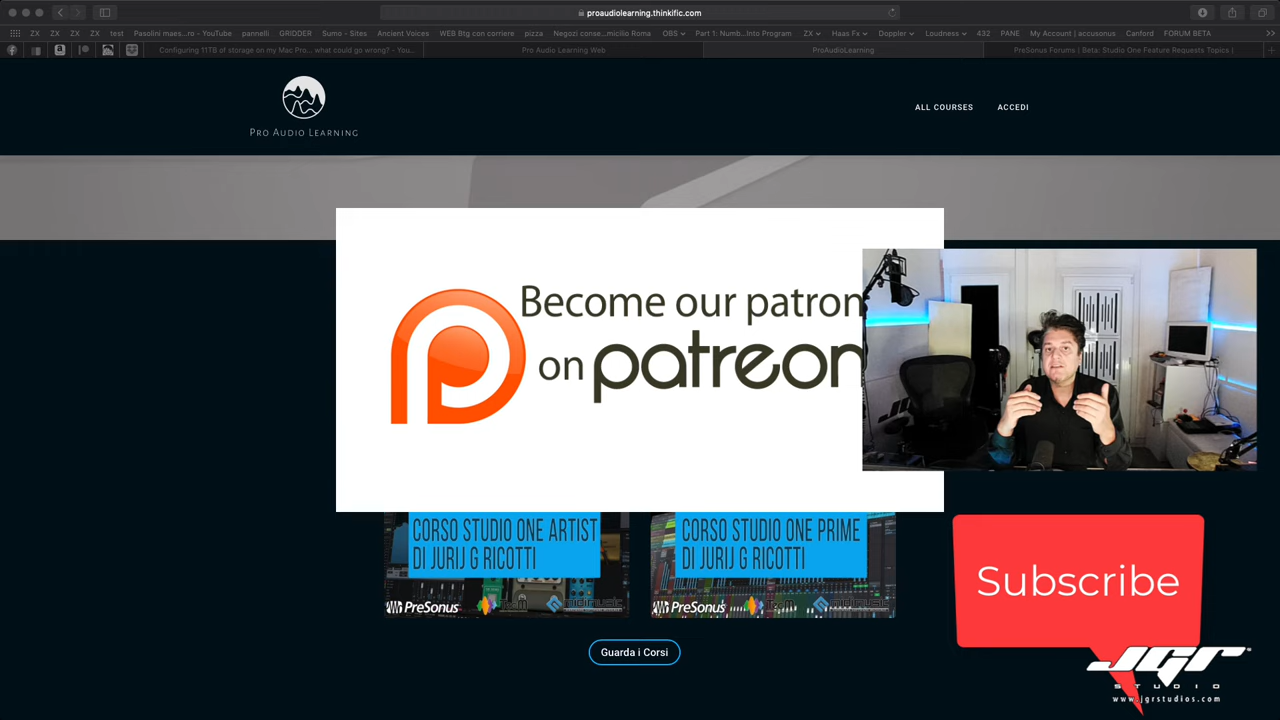 proaudiolearning.thinkific.com
ZX ZX ZX ZX test Pasolini maes...ro - YouTube pannelli GRIDDER Sumo - Sites Ancient Voices WEB Btg con corriere pizza Negozi conse...micilio Roma OBS Part 1: Numb...Into Program ZX Haas Fx Doppler Loudness 432 PANE My Account | accusonus Canford FORUM BETA
Configuring 11TB of storage on my Mac Pro... what could go wrong? - You... Pro Audio Learning Web ProAudioLearning PreSonus Forums | Beta: Studio One Feature Requests Topics |
PRO AUDIO LEARNING
ALL COURSES ACCEDI
Become our patron
on patreon
CORSO STUDIO ONE ARTIST
DI JURIJ G RICOTTI
PreSonus
CORSO STUDIO ONE PRIME
DI JURIJ G RICOTTI
PreSonus
Guarda i Corsi
Subscribe
JGR
STUDIO
www.jgrstudios.com